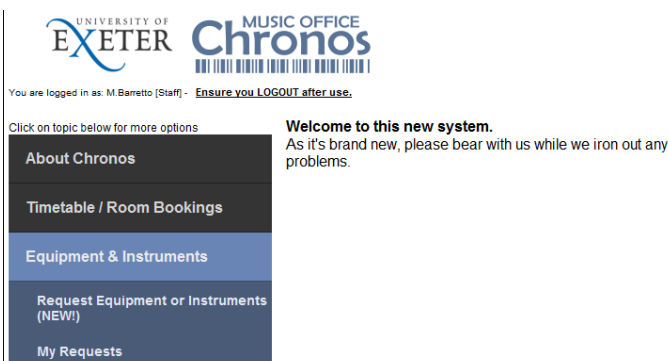 UNIVERSITY OF
EXETER
MUSIC OFFICE
Chronos
You are logged in as: M.Barretto [Staff] - Ensure you LOGOUT after use.
Click on topic below for more options
Welcome to this new system.
As it's brand new, please bear with us while we iron out any
problems.
About Chronos
Timetable / Room Bookings
Equipment & Instruments
Request Equipment or Instruments
(NEW!)
My Requests